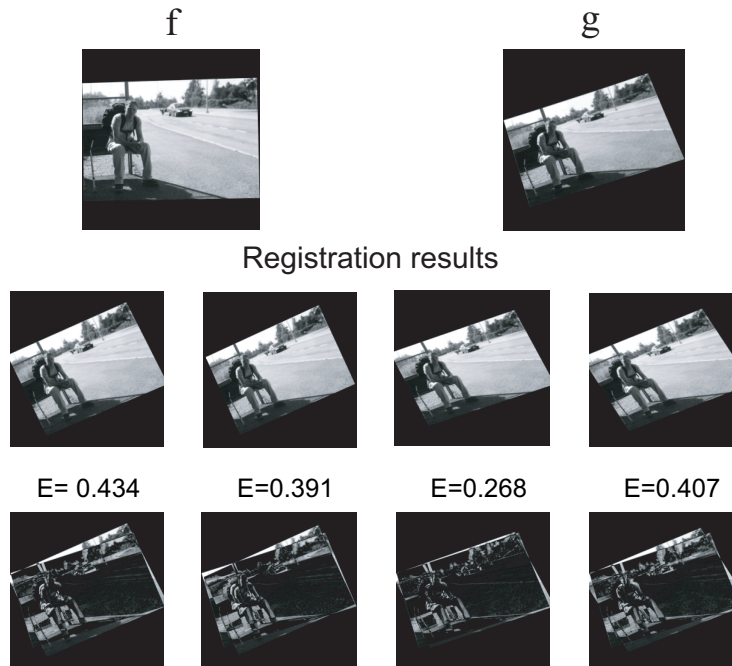 f
g
Registration results
E= 0.434
E=0.391
E=0.268
E=0.407